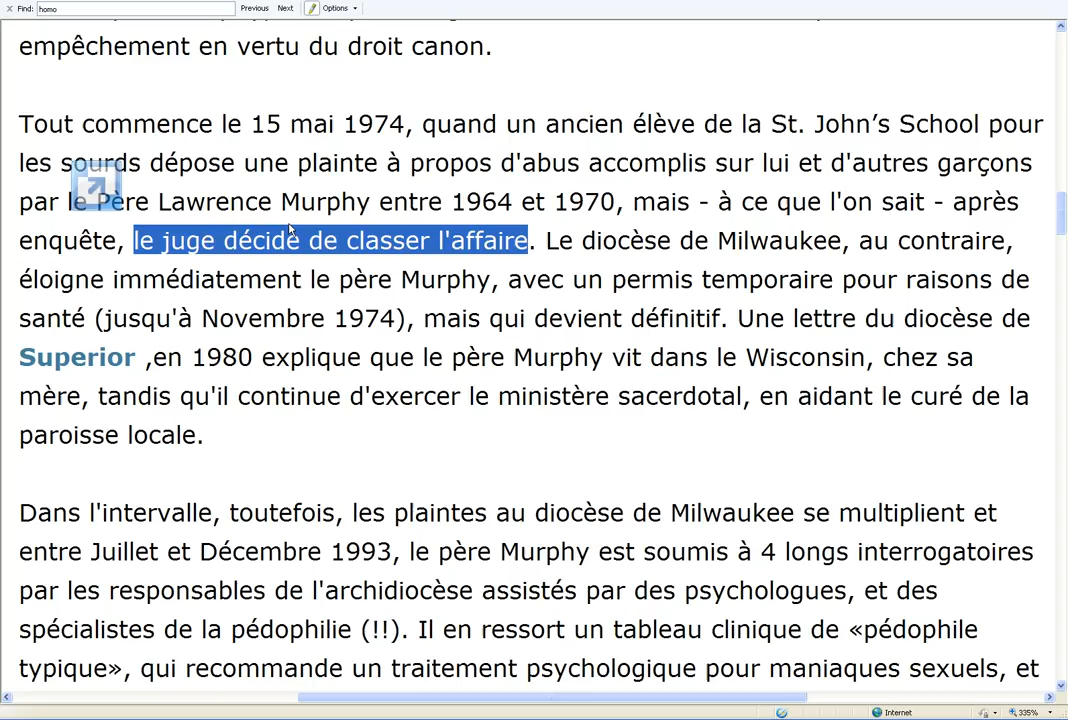 Find: homo Previous Next Options
empêchement en vertu du droit canon.
Tout commence le 15 mai 1974, quand un ancien élève de la St. John’s School pour
les sourds dépose une plainte à propos d'abus accomplis sur lui et d'autres garçons
par le Père Lawrence Murphy entre 1964 et 1970, mais - à ce que l'on sait - après
enquête, le juge décide de classer l'affaire. Le diocèse de Milwaukee, au contraire,
éloigne immédiatement le père Murphy, avec un permis temporaire pour raisons de
santé (jusqu'à Novembre 1974), mais qui devient définitif. Une lettre du diocèse de
Superior ,en 1980 explique que le père Murphy vit dans le Wisconsin, chez sa
mère, tandis qu'il continue d'exercer le ministère sacerdotal, en aidant le curé de la
paroisse locale.
Dans l'intervalle, toutefois, les plaintes au diocèse de Milwaukee se multiplient et
entre Juillet et Décembre 1993, le père Murphy est soumis à 4 longs interrogatoires
par les responsables de l'archidiocèse assistés par des psychologues, et des
spécialistes de la pédophilie (!!). Il en ressort un tableau clinique de «pédophile
typique», qui recommande un traitement psychologique pour maniaques sexuels, et
Internet 335%